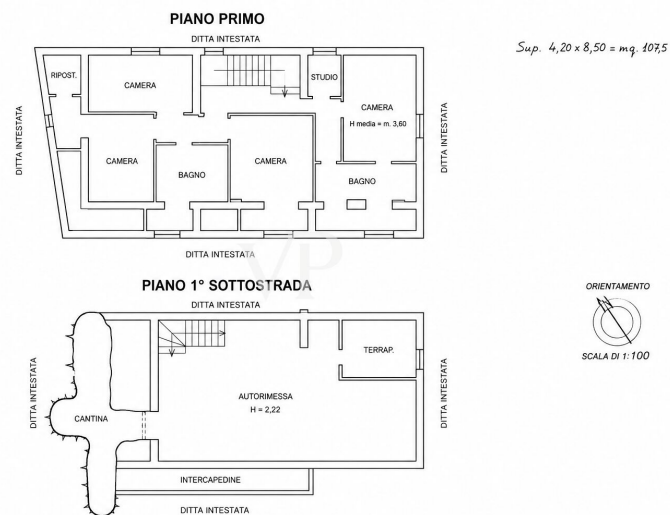 PIANO PRIMO
DITTA INTESTATA
Sup. 4,20 x 8,50 = mq. 107,5
RIPOST.
CAMERA
STUDIO
CAMERA
H media = m. 3,60
DITTA INTESTATA
DITTA INTESTATA
CAMERA
BAGNO
CAMERA
BAGNO
DITTA INTESTATA
VP
PIANO 1° SOTTOSTRADA
DITTA INTESTATA
ORIENTAMENTO
N
SCALA DI 1:100
TERRAP.
DITTA INTESTATA
DITTA INTESTATA
AUTORIMESSA
H = 2,22
CANTINA
INTERCAPEDINE
DITTA INTESTATA